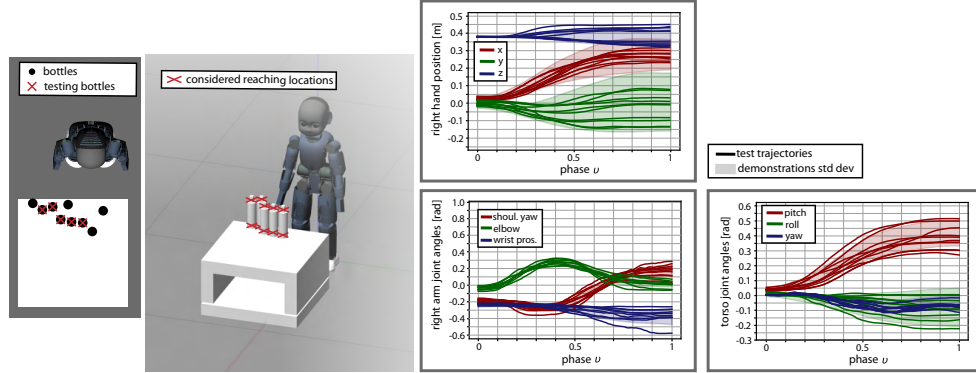 bottles
testing bottles
considered reaching locations
right hand position [m]
0.5
0.4
0.3
0.2
0.1
0.0
-0.1
-0.2
x
y
z
0
0.5
1
phase υ
test trajectories
demonstrations std dev
right arm joint angles [rad]
1.0
0.8
0.6
0.4
0.2
0.0
-0.2
-0.4
-0.6
shoul. yaw
elbow
wrist pros.
0
0.5
1
phase υ
torso joint angles [rad]
0.6
0.5
0.4
0.3
0.2
0.1
0.0
-0.1
-0.2
-0.3
pitch
roll
yaw
0
0.5
1
phase υ